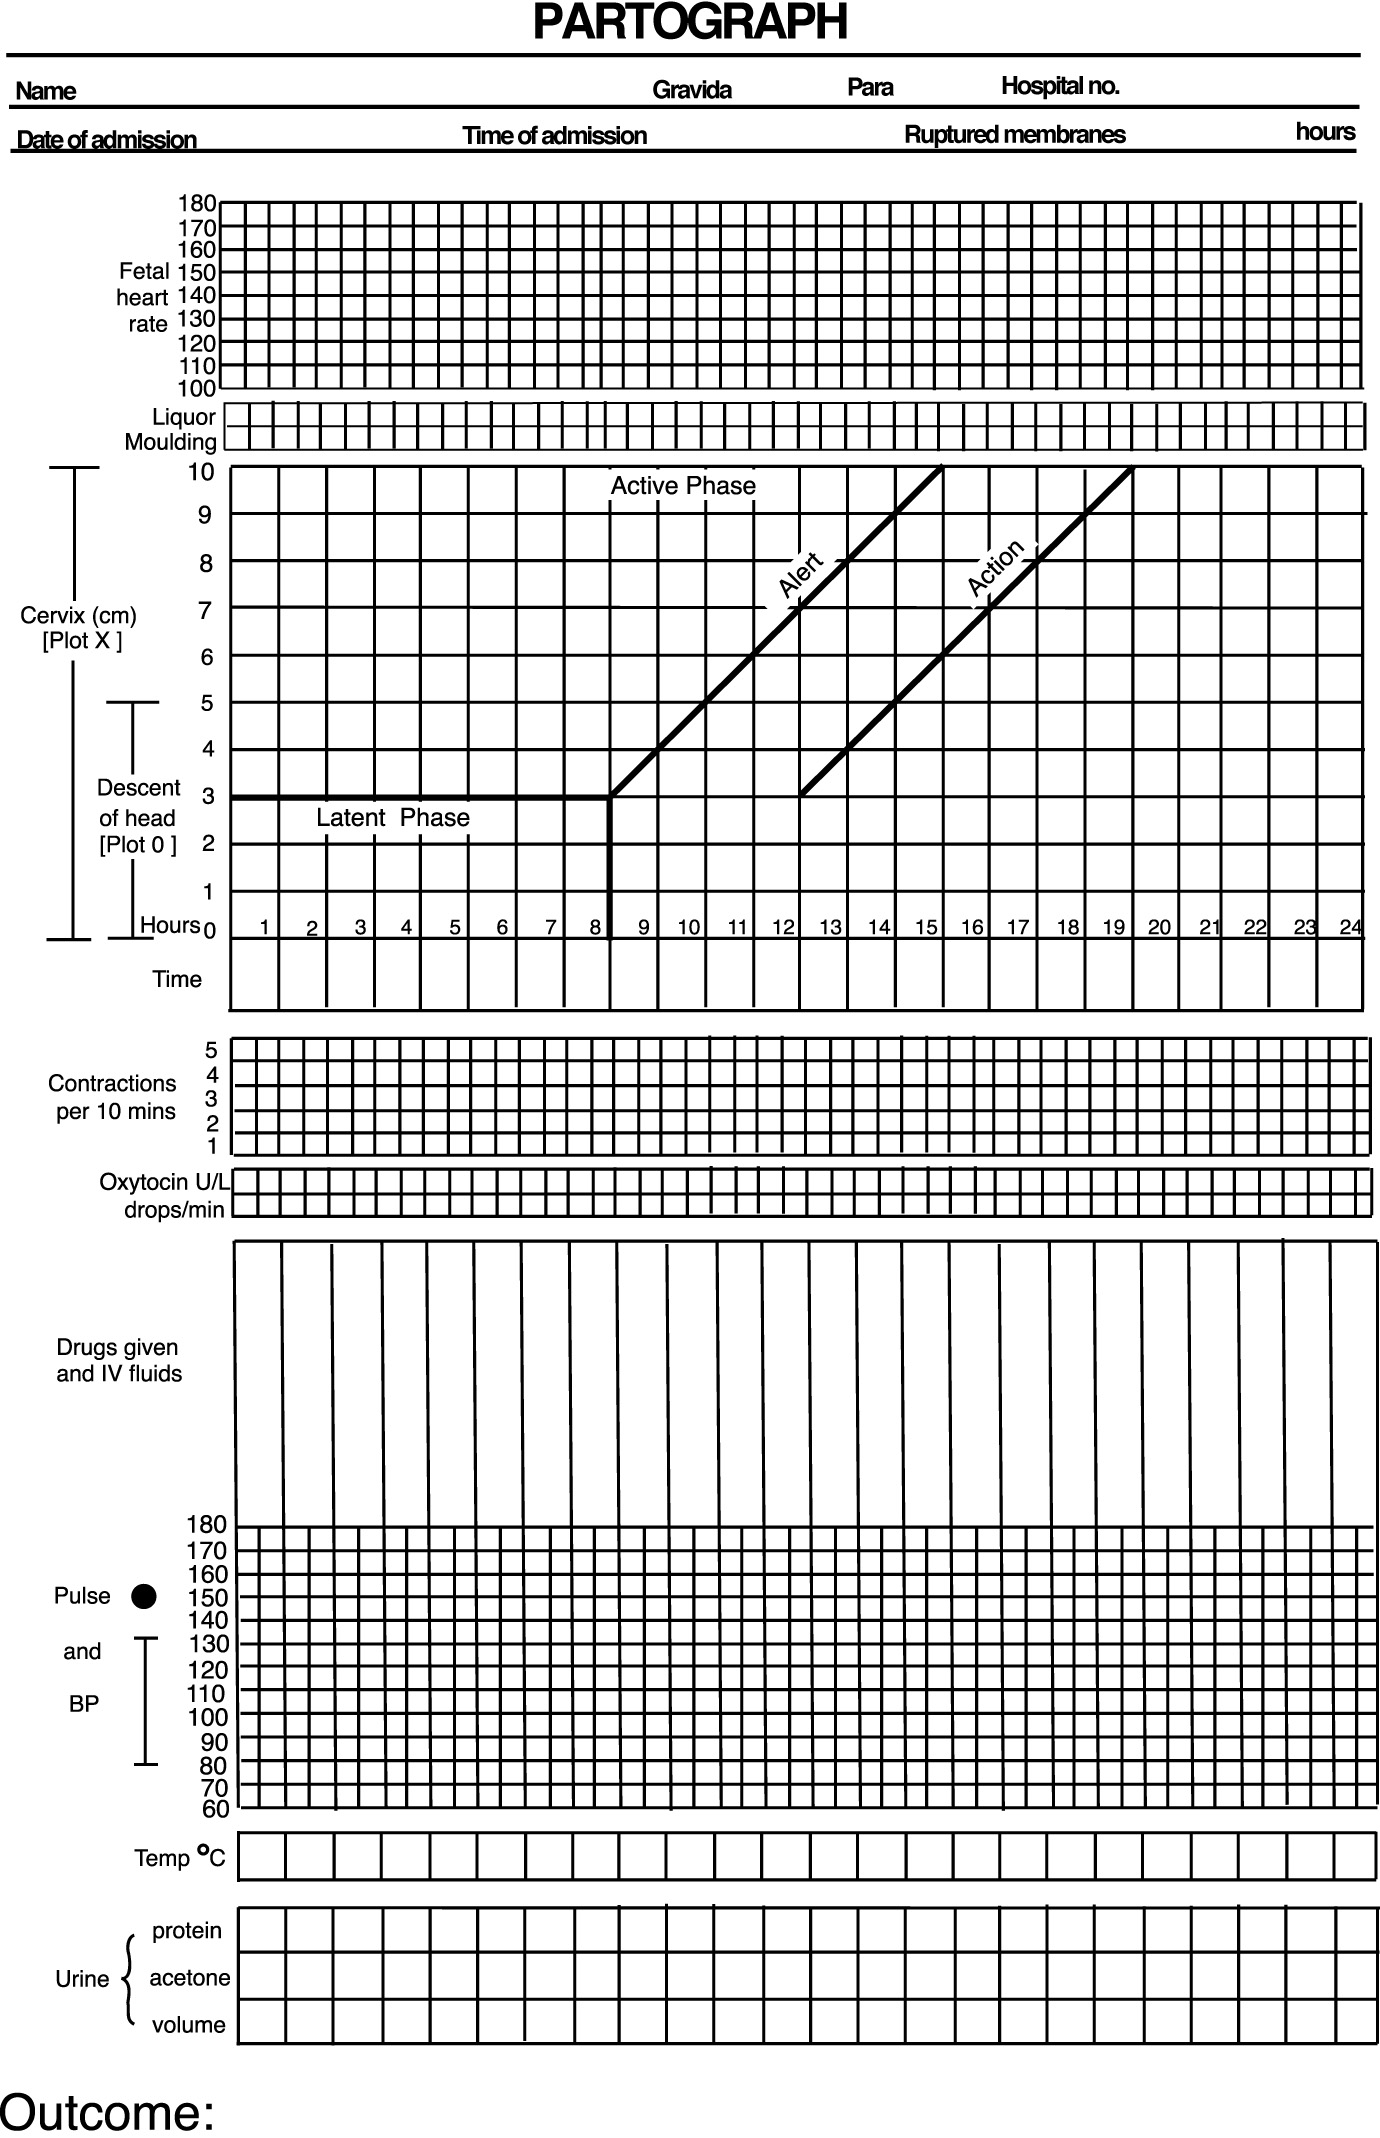 PARTOGRAPH
Name Gravida Para Hospital no.
Date of admission Time of admission Ruptured membranes hours
180
170
160
Fetal 150
heart 140
rate 130
120
110
100
Liquor
Moulding
10
Active Phase
9
8
Alert Action
7
Cervix (cm)
[Plot X ]
6
5
4
Descent
3
of head
Latent Phase
[Plot 0 ] 2
1
Hours 0 1 2 3 4 5 6 7 8 9 10 11 12 13 14 15 16 17 18 19 20 21 22 23 24
Time
5
Contractions 4
3
per 10 mins
2
1
Oxytocin U/L
drops/min
Drugs given
and IV fluids
180
170
160
Pulse 150
140
and 130
120
110
BP
100
90
80
70
60
Temp °C
protein
Urine { acetone
volume
Outcome: